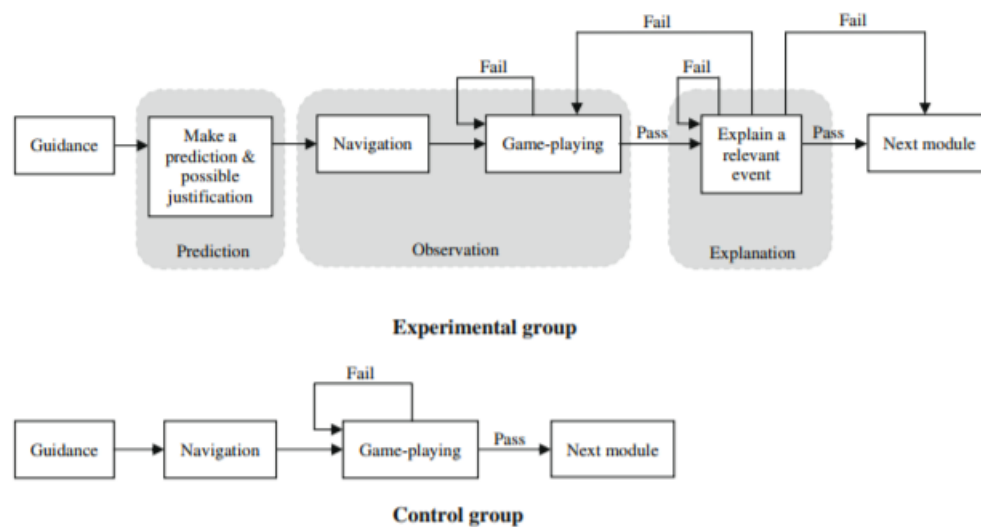 Fail
Fail
Fail
Fail
Guidance
Make a
prediction &
possible
justification
Navigation
Game-playing
Pass
Explain a
relevant
event
Pass
Next module
Prediction
Observation
Explanation
Experimental group
Fail
Guidance
Navigation
Game-playing
Pass
Next module
Control group